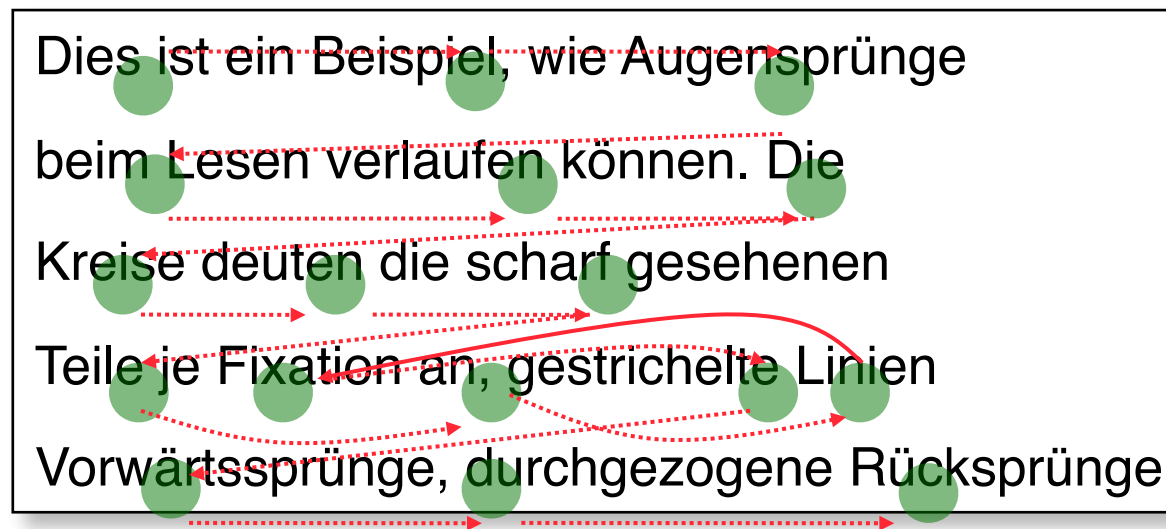 Dies ist ein Beispiel, wie Augensprünge
beim Lesen verlaufen können. Die
Kreise deuten die scharf gesehenen
Teile je Fixation an, gestrichelte Linien
Vorwärtssprünge, durchgezogene Rücksprünge